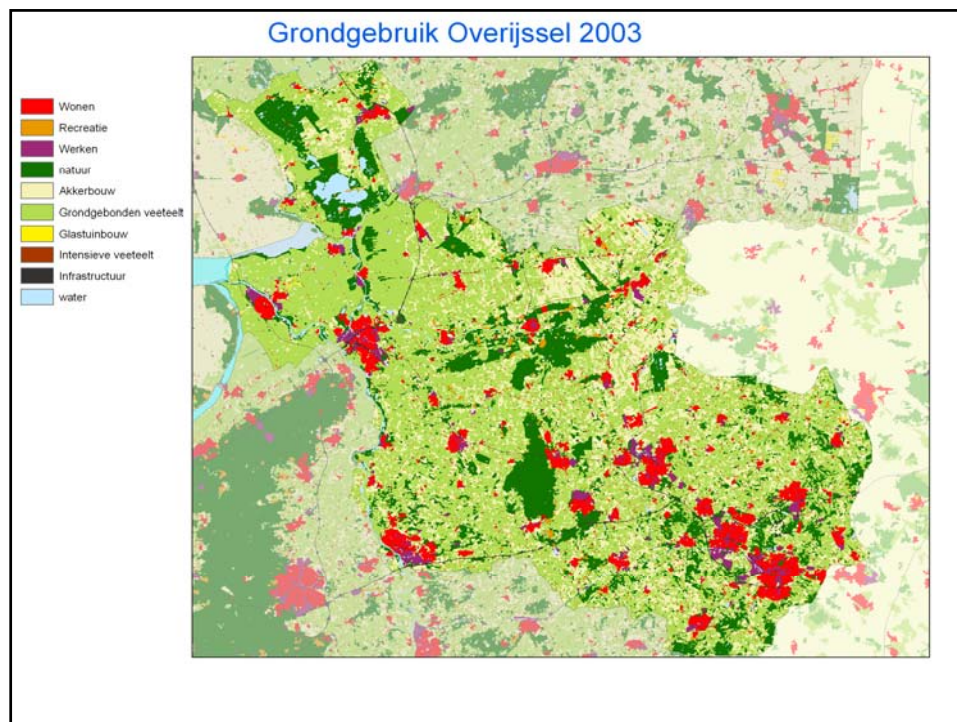 Grondgebruik Overijssel 2003
Wonen
Recreatie
Werken
natuur
Akkerbouw
Grondgebonden veeteelt
Glastuinbouw
Intensieve veeteelt
Infrastructuur
water